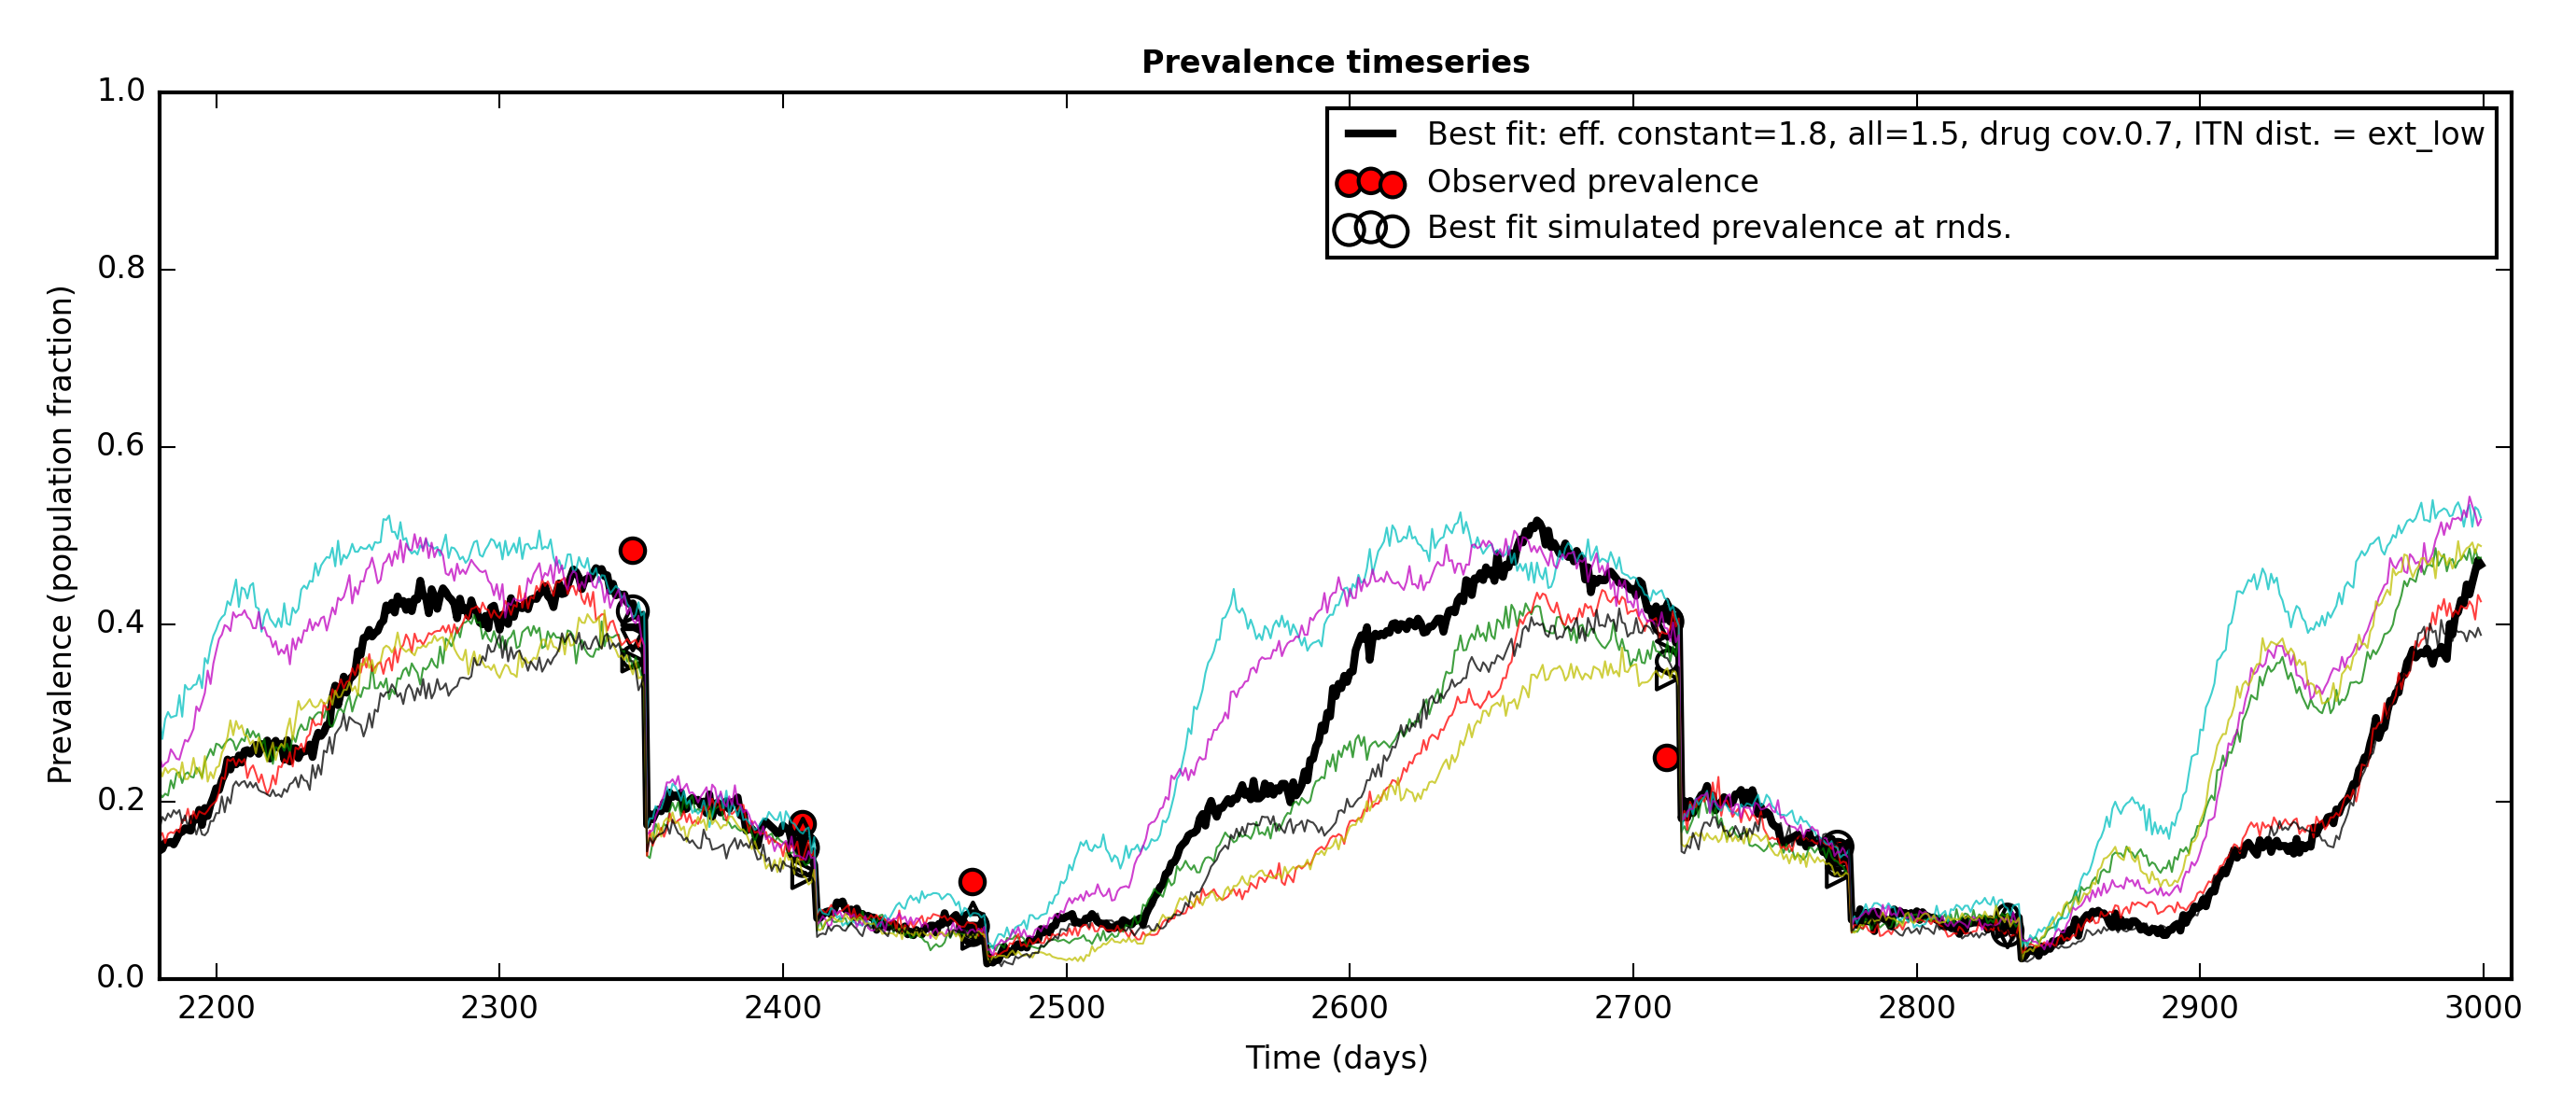 Prevalence timeseries
Prevalence (population fraction)
1.0
0.8
0.6
0.4
0.2
0.0
Best fit: eff. constant=1.8, all=1.5, drug cov.0.7, ITN dist. = ext_low
Observed prevalence
Best fit simulated prevalence at rnds.
2200 2300 2400 2500 2600 2700 2800 2900 3000
Time (days)